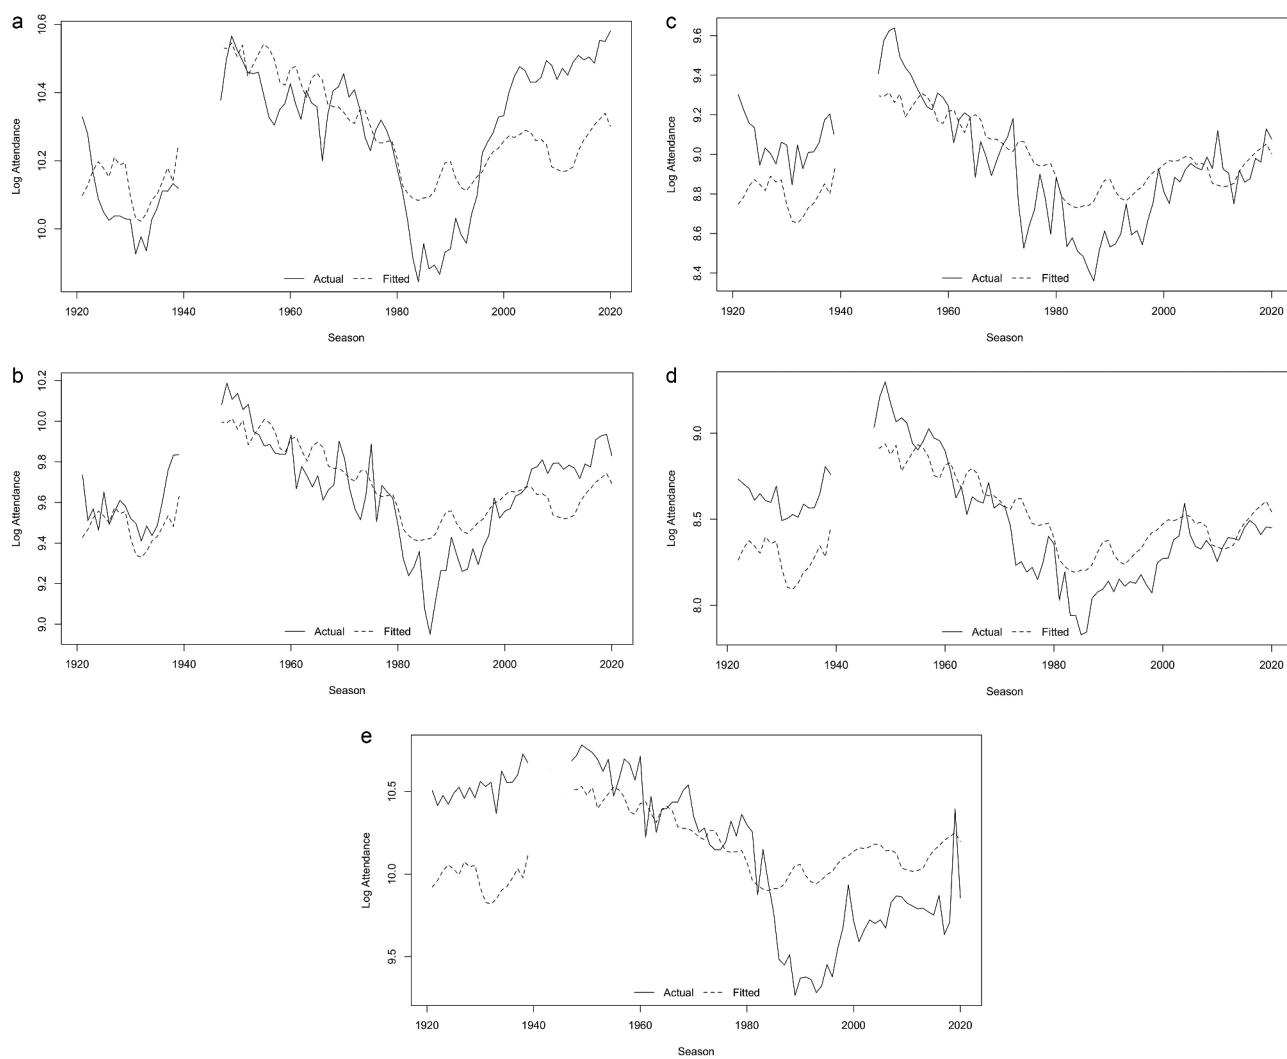 a
10.6
10.4
10.2
10.0
Log Attendance
Actual Fitted
1920 1940 1960 1980 2000 2020
Season
c
9.6
9.4
9.2
9.0
8.8
8.6
8.4
Log Attendance
Actual Fitted
1920 1940 1960 1980 2000 2020
Season
b
10.2
10.0
9.8
9.6
9.4
9.2
9.0
Log Attendance
Actual Fitted
1920 1940 1960 1980 2000 2020
Season
d
9.0
8.5
8.0
Log Attendance
Actual Fitted
1920 1940 1960 1980 2000 2020
Season
e
10.5
10.0
9.5
Log Attendance
Actual Fitted
1920 1940 1960 1980 2000 2020
Season